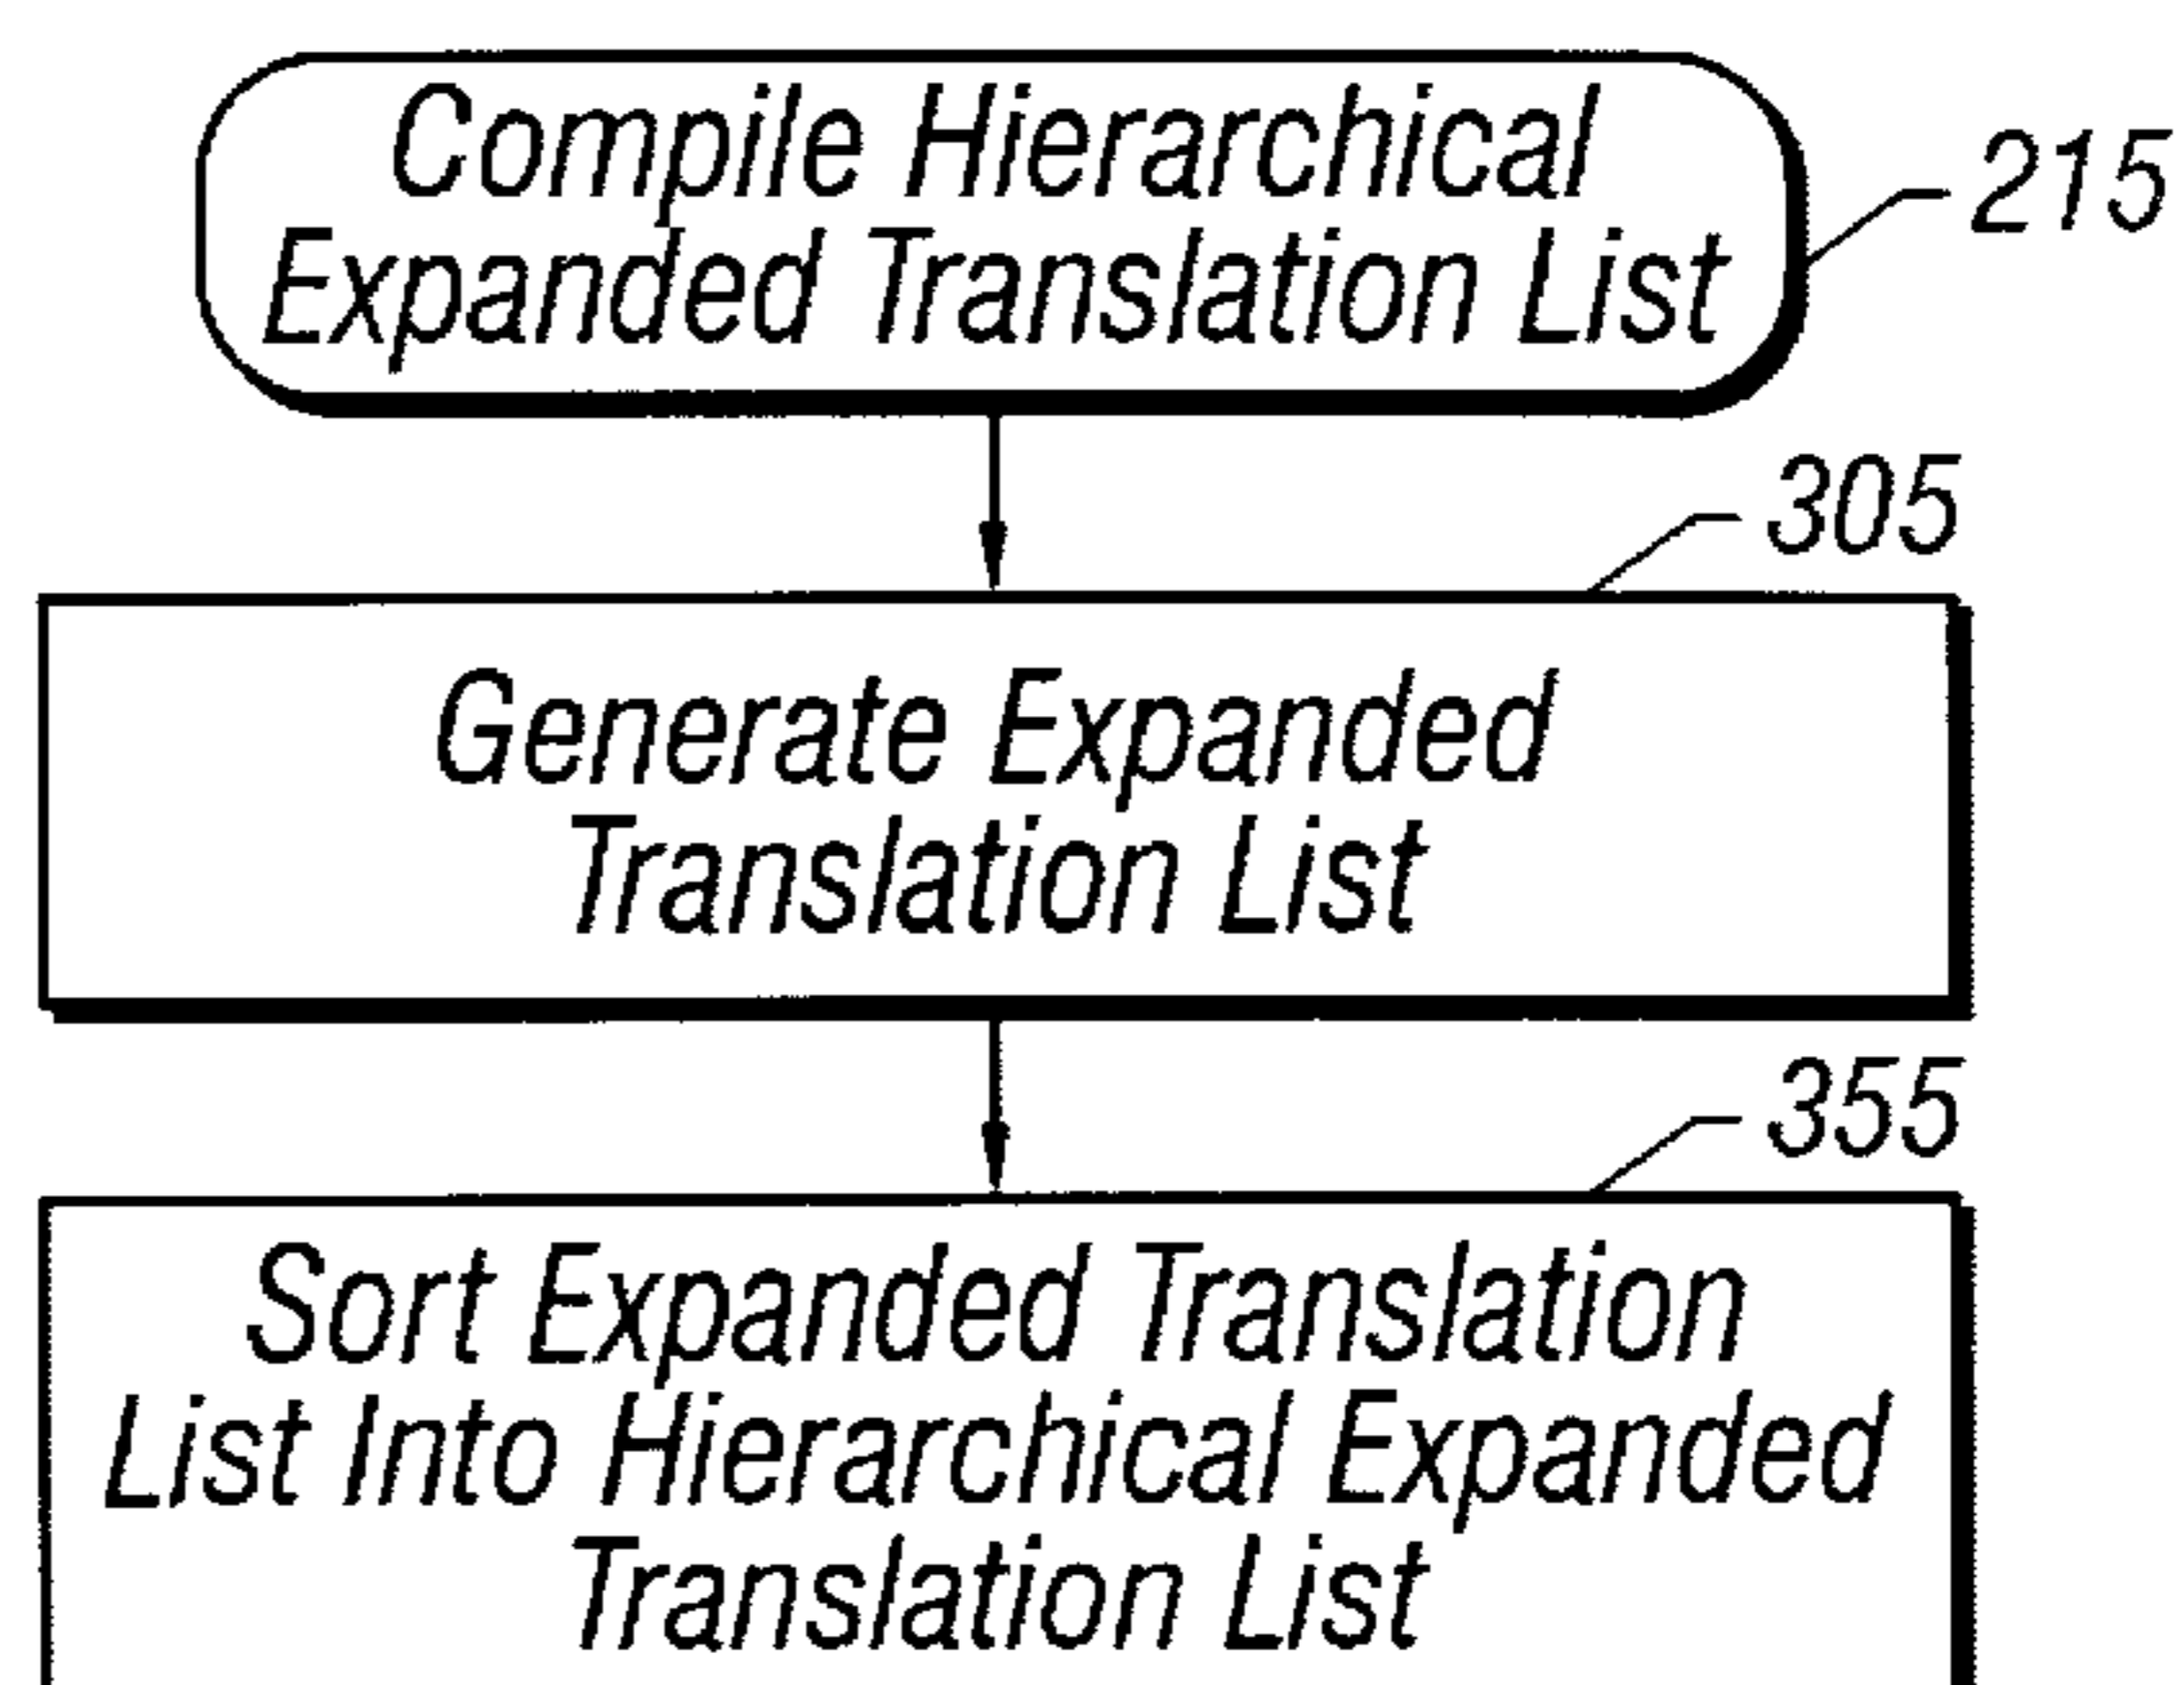 Compile Hierarchical
Expanded Translation List
215
305
Generate Expanded
Translation List
355
Sort Expanded Translation
List Into Hierarchical Expanded
Translation List